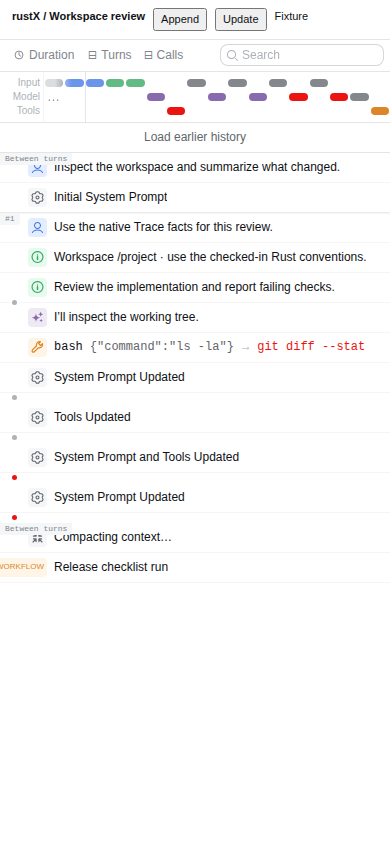 rustX / Workspace review Append Update Fixture
Duration Turns Calls Search
Input
Model ...
Tools
Load earlier history
Between turns
Inspect the workspace and summarize what changed.
Initial System Prompt
#1
Use the native Trace facts for this review.
Workspace /project · use the checked-in Rust conventions.
Review the implementation and report failing checks.
I'll inspect the working tree.
bash {"command":"ls -la"} → git diff --stat
System Prompt Updated
Tools Updated
System Prompt and Tools Updated
System Prompt Updated
Between turns
Compacting context…
WORKFLOW Release checklist run